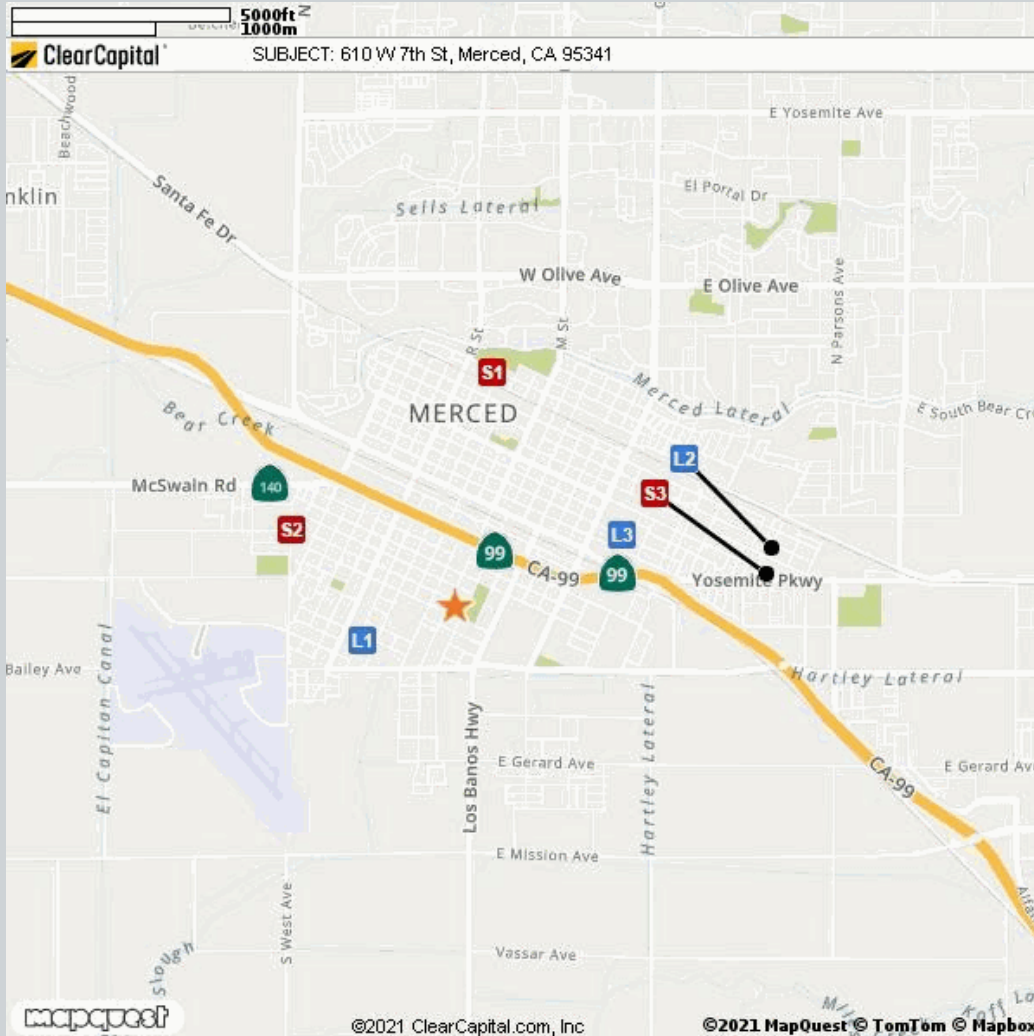 5000ft
N
1000m
ClearCapital
SUBJECT: 610 W 7th St, Merced, CA 95341
Beachwood
E Yosemite Ave
nklin
Santa Fe Dr
El Portal Dr
Sells Lateral
W Olive Ave
E Olive Ave
N Parsons Ave
R St
M St
S1
MERCED
Merced Lateral
E South Bear Cr
Bear Creek
L2
McSwain Rd
140
S3
S2
L3
99
CA-99
99
Yosemite Pkwy
L1
Bailey Ave
Hartley Lateral
El Capitan Canal
Los Banos Hwy
Hartley Lateral
E Gerard Ave
CA-99
E Gerard Av
E Mission Ave
S West Ave
Slough
Vassar Ave
mapquest
©2021 ClearCapital.com, Inc
©2021 MapQuest © TomTom © Mapbo